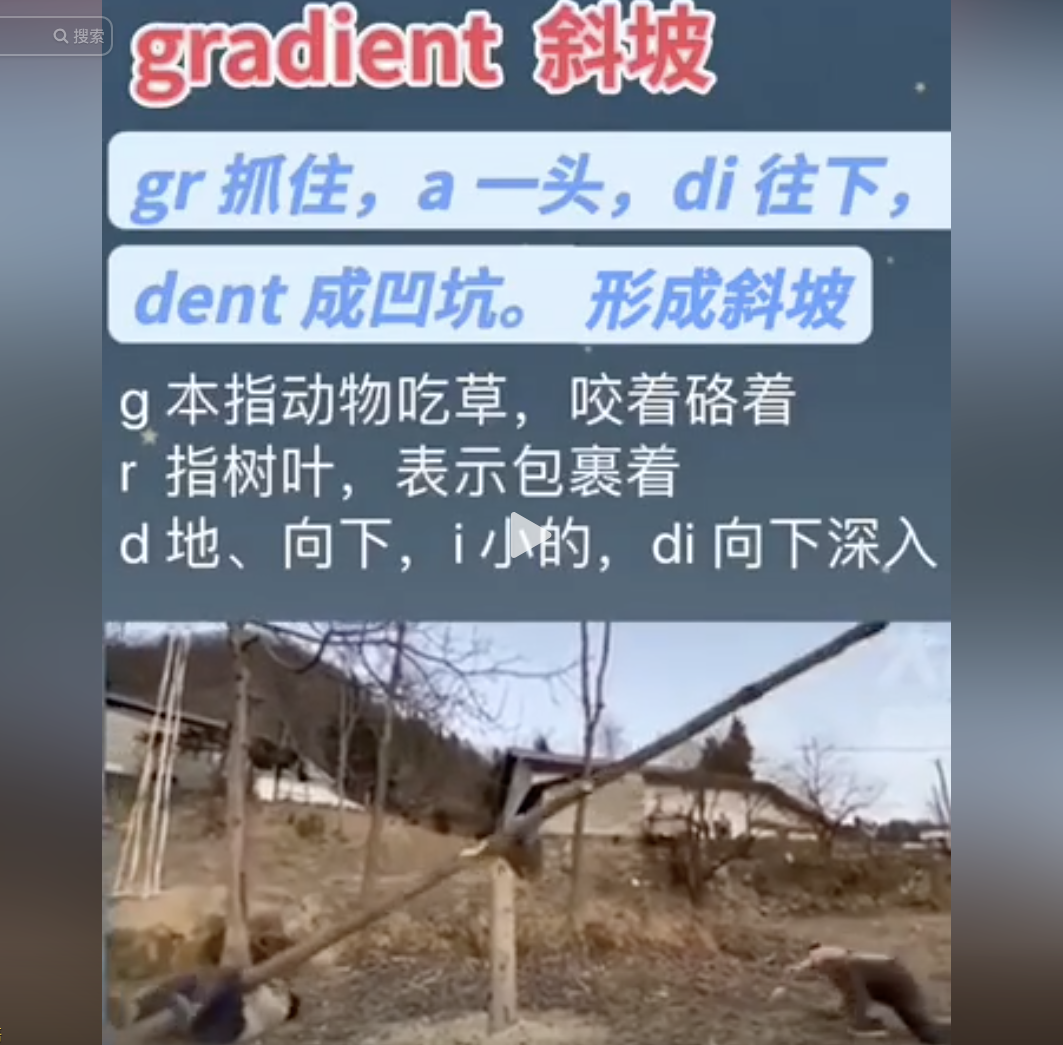 搜索
gradient 斜坡
gr 抓住，a 一头，di 往下，
dent 成凹坑。 形成斜坡
g 本指动物吃草，咬着硌着
r 指树叶，表示包裹着
d 地、向下，i 小的，di 向下深入